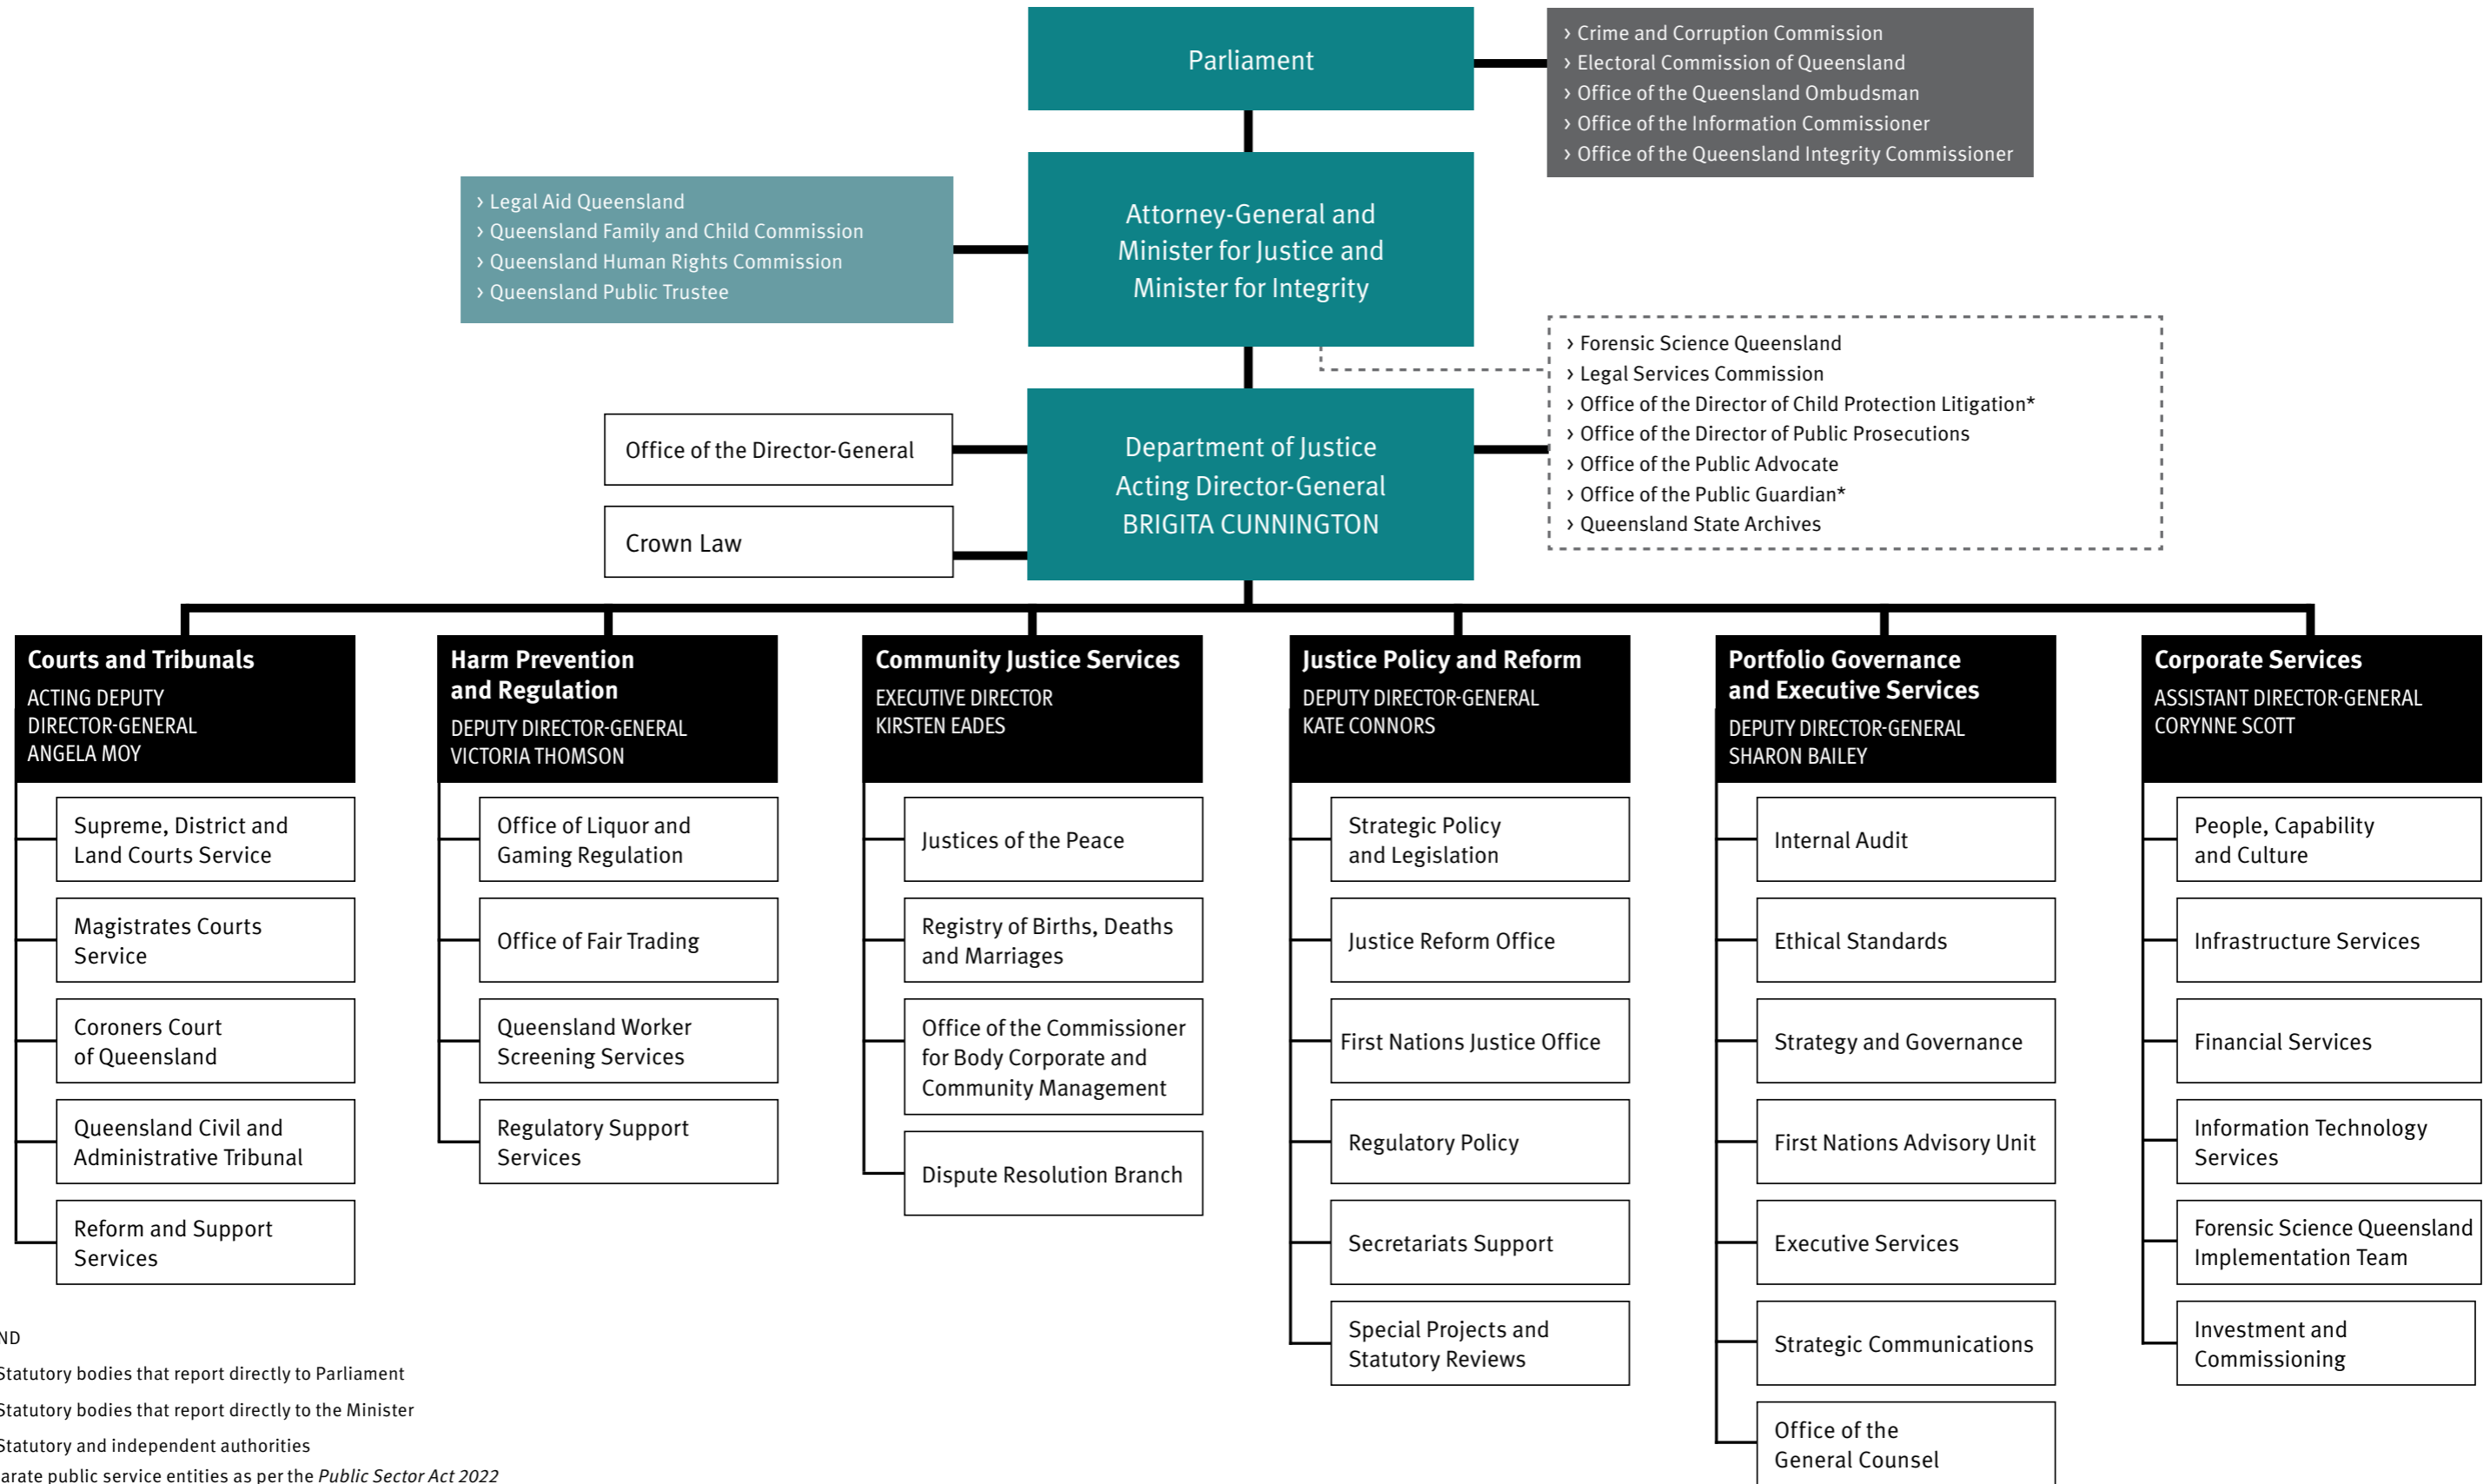 Parliament
> Crime and Corruption Commission
> Electoral Commission of Queensland
> Office of the Queensland Ombudsman
> Office of the Information Commissioner
> Office of the Queensland Integrity Commissioner
> Legal Aid Queensland
> Queensland Family and Child Commission
> Queensland Human Rights Commission
> Queensland Public Trustee
Attorney-General and
Minister for Justice and
Minister for Integrity
> Forensic Science Queensland
> Legal Services Commission
> Office of the Director of Child Protection Litigation*
> Office of the Director of Public Prosecutions
> Office of the Public Advocate
> Office of the Public Guardian*
> Queensland State Archives
Office of the Director-General
Crown Law
Department of Justice
Acting Director-General
BRIGITA CUNNINGTON
Courts and Tribunals
ACTING DEPUTY
DIRECTOR-GENERAL
ANGELA MOY
Supreme, District and
Land Courts Service
Magistrates Courts
Service
Coroners Court
of Queensland
Queensland Civil and
Administrative Tribunal
Reform and Support
Services
Harm Prevention
and Regulation
DEPUTY DIRECTOR-GENERAL
VICTORIA THOMSON
Office of Liquor and
Gaming Regulation
Office of Fair Trading
Queensland Worker
Screening Services
Regulatory Support
Services
Community Justice Services
EXECUTIVE DIRECTOR
KIRSTEN EADES
Justices of the Peace
Registry of Births, Deaths
and Marriages
Office of the Commissioner
for Body Corporate and
Community Management
Dispute Resolution Branch
Justice Policy and Reform
DEPUTY DIRECTOR-GENERAL
KATE CONNORS
Strategic Policy
and Legislation
Justice Reform Office
First Nations Justice Office
Regulatory Policy
Secretariats Support
Special Projects and
Statutory Reviews
Portfolio Governance
and Executive Services
DEPUTY DIRECTOR-GENERAL
SHARON BAILEY
Internal Audit
Ethical Standards
Strategy and Governance
First Nations Advisory Unit
Executive Services
Strategic Communications
Office of the
General Counsel
Corporate Services
ASSISTANT DIRECTOR-GENERAL
CORYNNE SCOTT
People, Capability
and Culture
Infrastructure Services
Financial Services
Information Technology
Services
Forensic Science Queensland
Implementation Team
Investment and
Commissioning
ND
Statutory bodies that report directly to Parliament
Statutory bodies that report directly to the Minister
Statutory and independent authorities
arate public service entities as per the Public Sector Act 2022